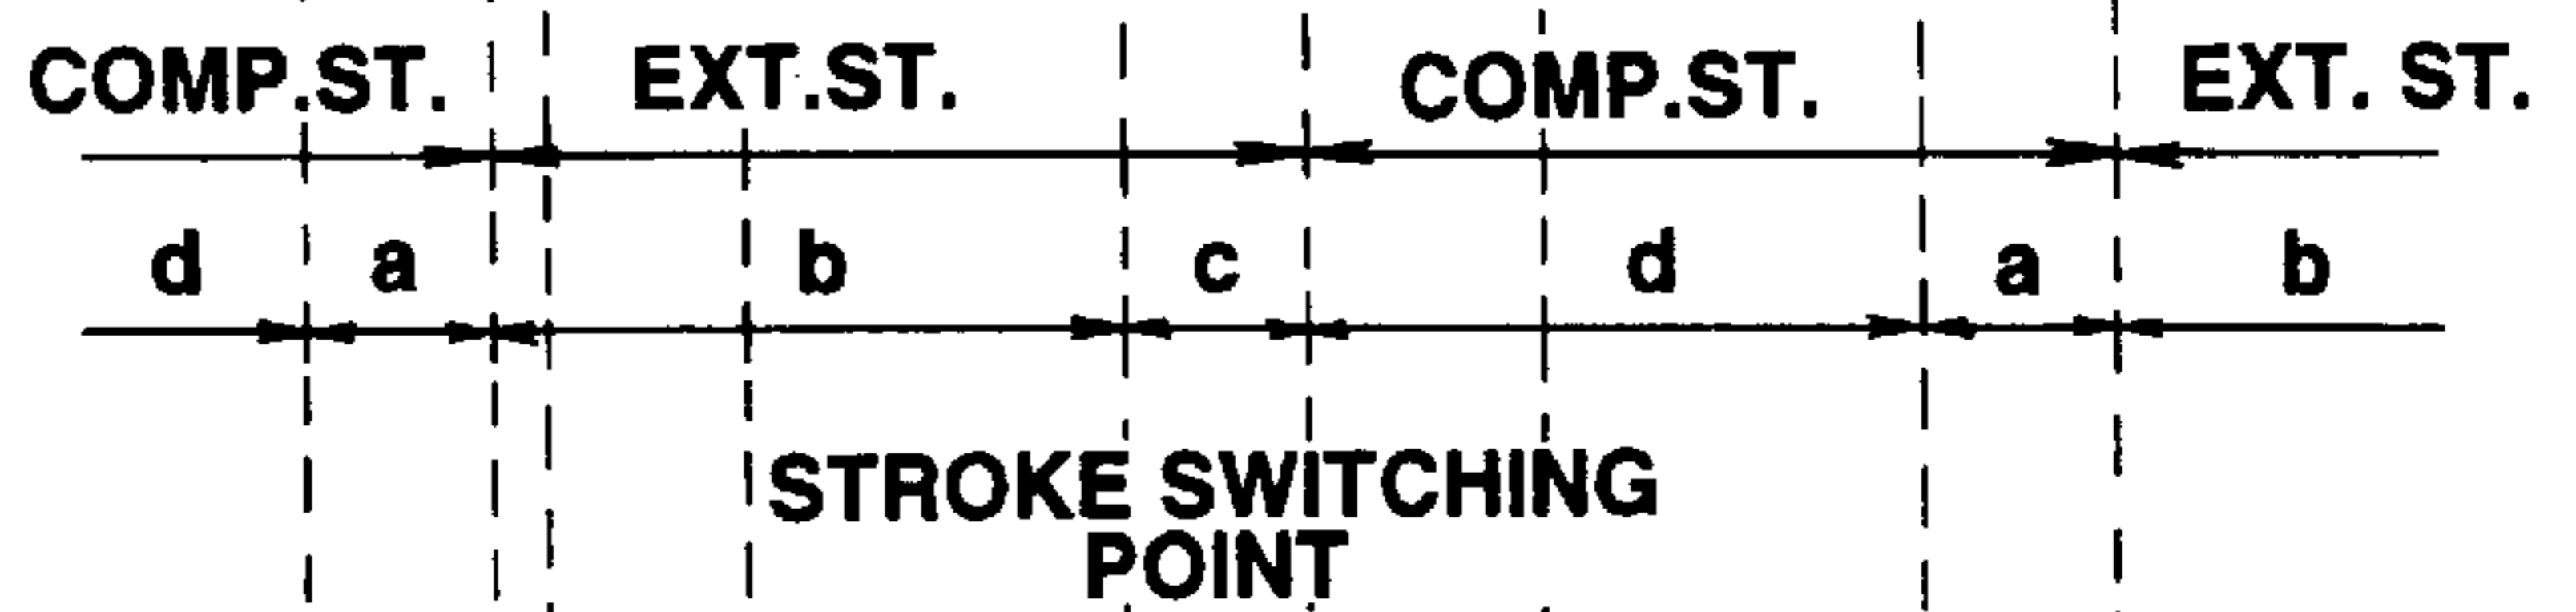 COMP.ST. EXT.ST. COMP.ST. EXT. ST.
d a b c d a b
STROKE SWITCHING
POINT